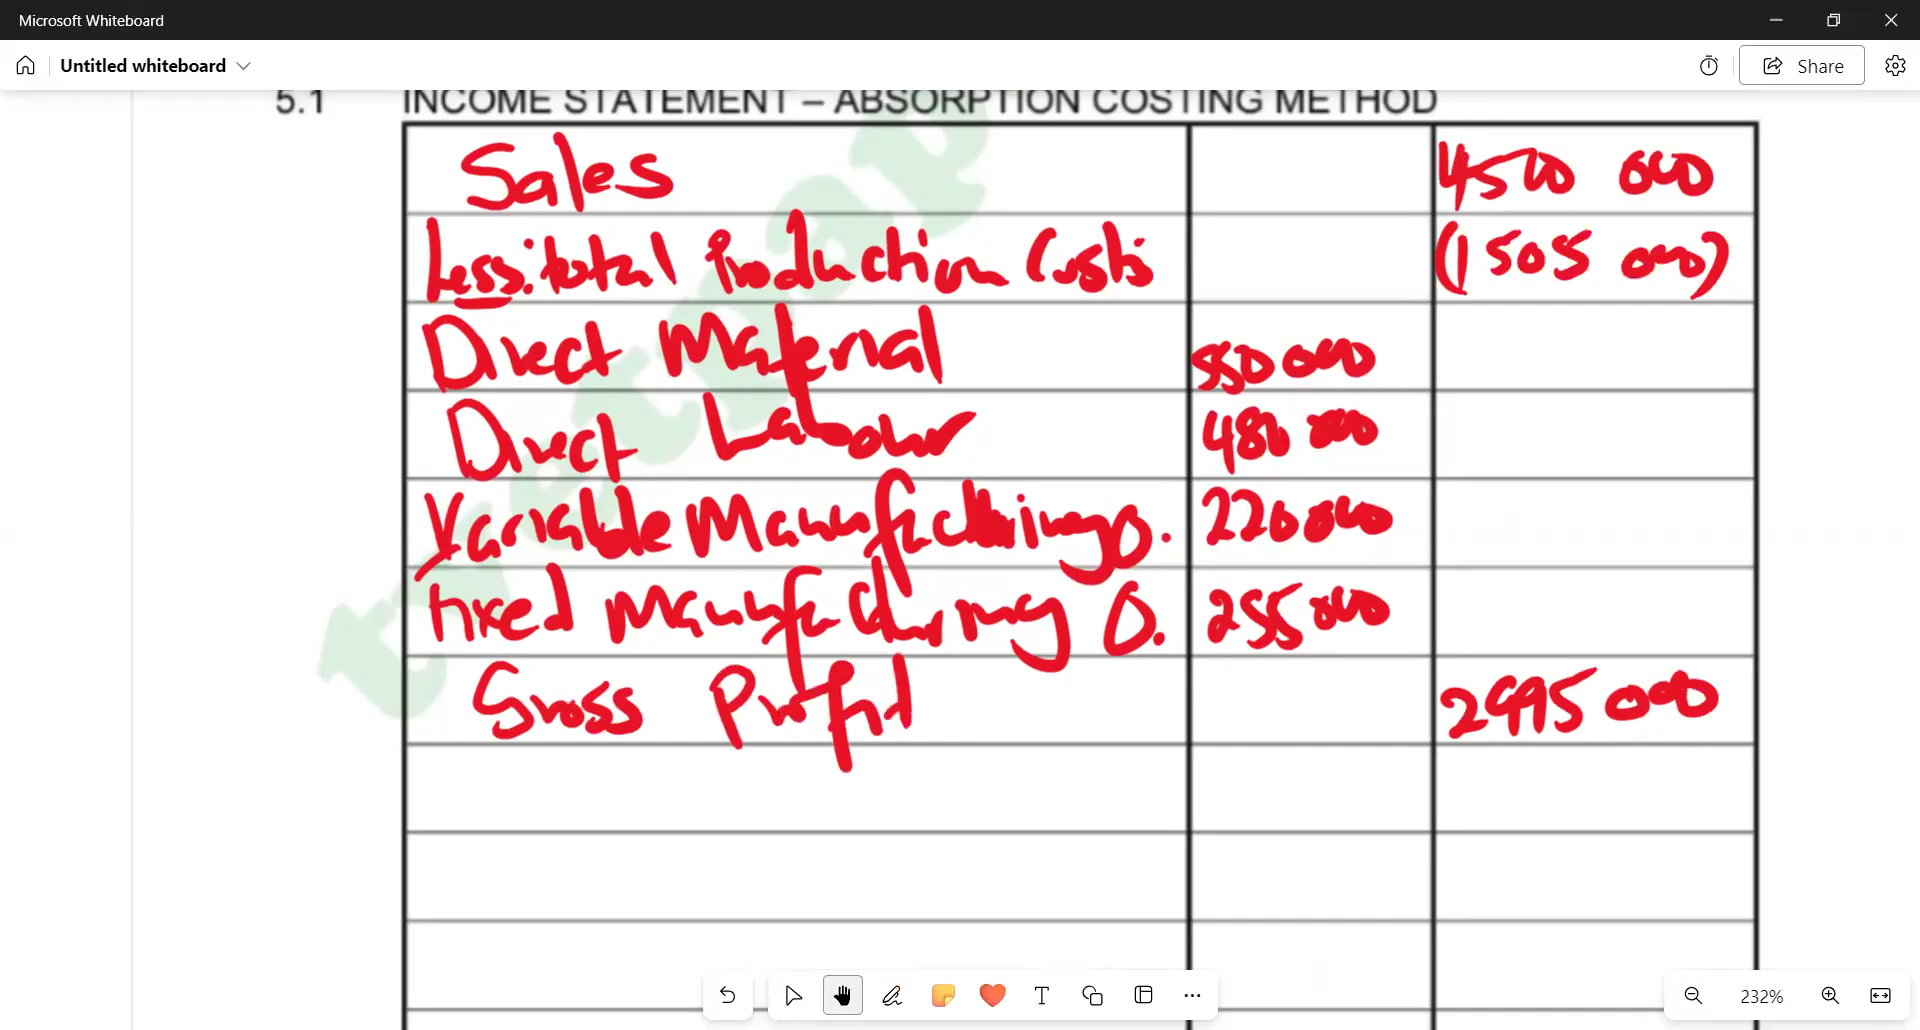 Microsoft Whiteboard
Untitled whiteboard
Share
5.1 INCOME STATEMENT – ABSORPTION COSTING METHOD
Sales 4500 000
Less: total Production Costs (1 505 000)
Direct Material 550 000
Direct Labour 480 000
Variable Manufacturing O. 220 000
fixed Manufacturing O. 255 000
Gross Profit 2995 000
232%